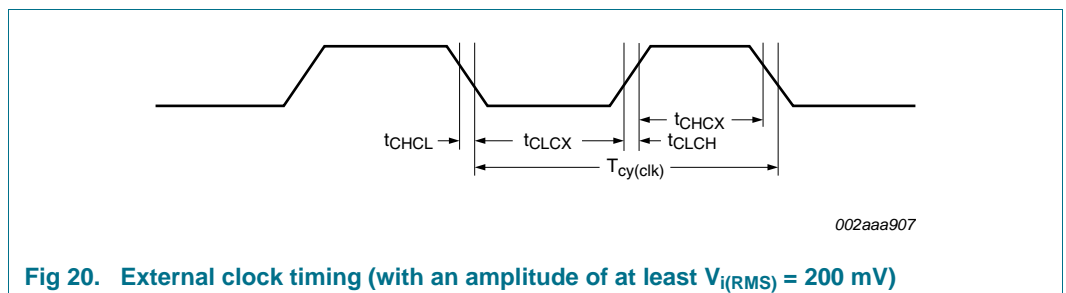 tCHCX
tCHCL tCLCX tCLCH
Tcy(clk)
002aaa907
Fig 20. External clock timing (with an amplitude of at least Vi(RMS) = 200 mV)